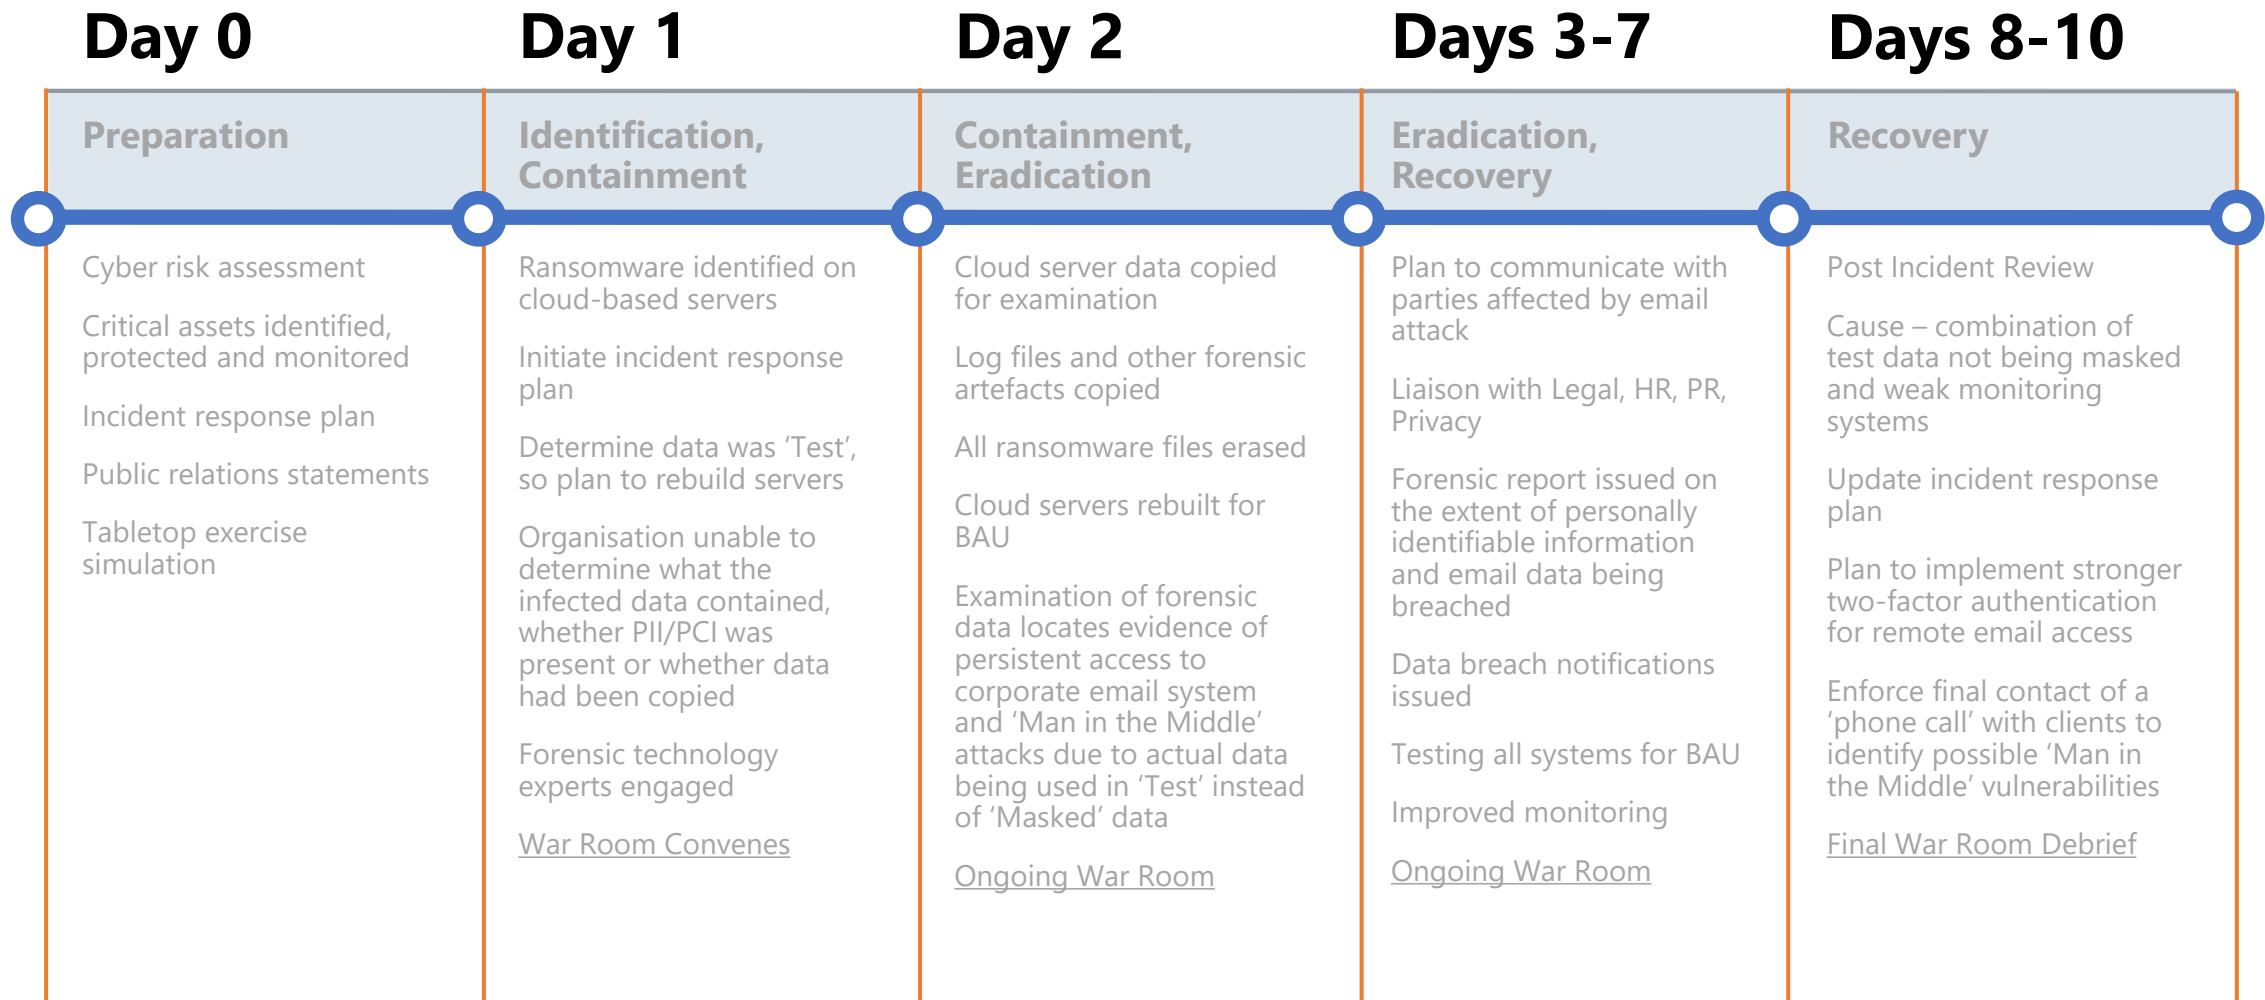 Day 0
Day 1
Day 2
Days 3-7
Days 8-10
Preparation
Identification,
Containment
Containment,
Eradication
Eradication,
Recovery
Recovery
Cyber risk assessment
Critical assets identified,
protected and monitored
Incident response plan
Public relations statements
Tabletop exercise
simulation
Ransomware identified on
cloud-based servers
Initiate incident response
plan
Determine data was ‘Test’,
so plan to rebuild servers
Organisation unable to
determine what the
infected data contained,
whether PII/PCI was
present or whether data
had been copied
Forensic technology
experts engaged
War Room Convenes
Cloud server data copied
for examination
Log files and other forensic
artefacts copied
All ransomware files erased
Cloud servers rebuilt for
BAU
Examination of forensic
data locates evidence of
persistent access to
corporate email system
and ‘Man in the Middle’
attacks due to actual data
being used in ‘Test’ instead
of ‘Masked’ data
Ongoing War Room
Plan to communicate with
parties affected by email
attack
Liaison with Legal, HR, PR,
Privacy
Forensic report issued on
the extent of personally
identifiable information
and email data being
breached
Data breach notifications
issued
Testing all systems for BAU
Improved monitoring
Ongoing War Room
Post Incident Review
Cause – combination of
test data not being masked
and weak monitoring
systems
Update incident response
plan
Plan to implement stronger
two-factor authentication
for remote email access
Enforce final contact of a
‘phone call’ with clients to
identify possible ‘Man in
the Middle’ vulnerabilities
Final War Room Debrief